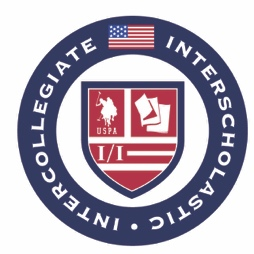 INTERCOLLEGIATE • INTERSCHOLASTIC
USPA
I/I